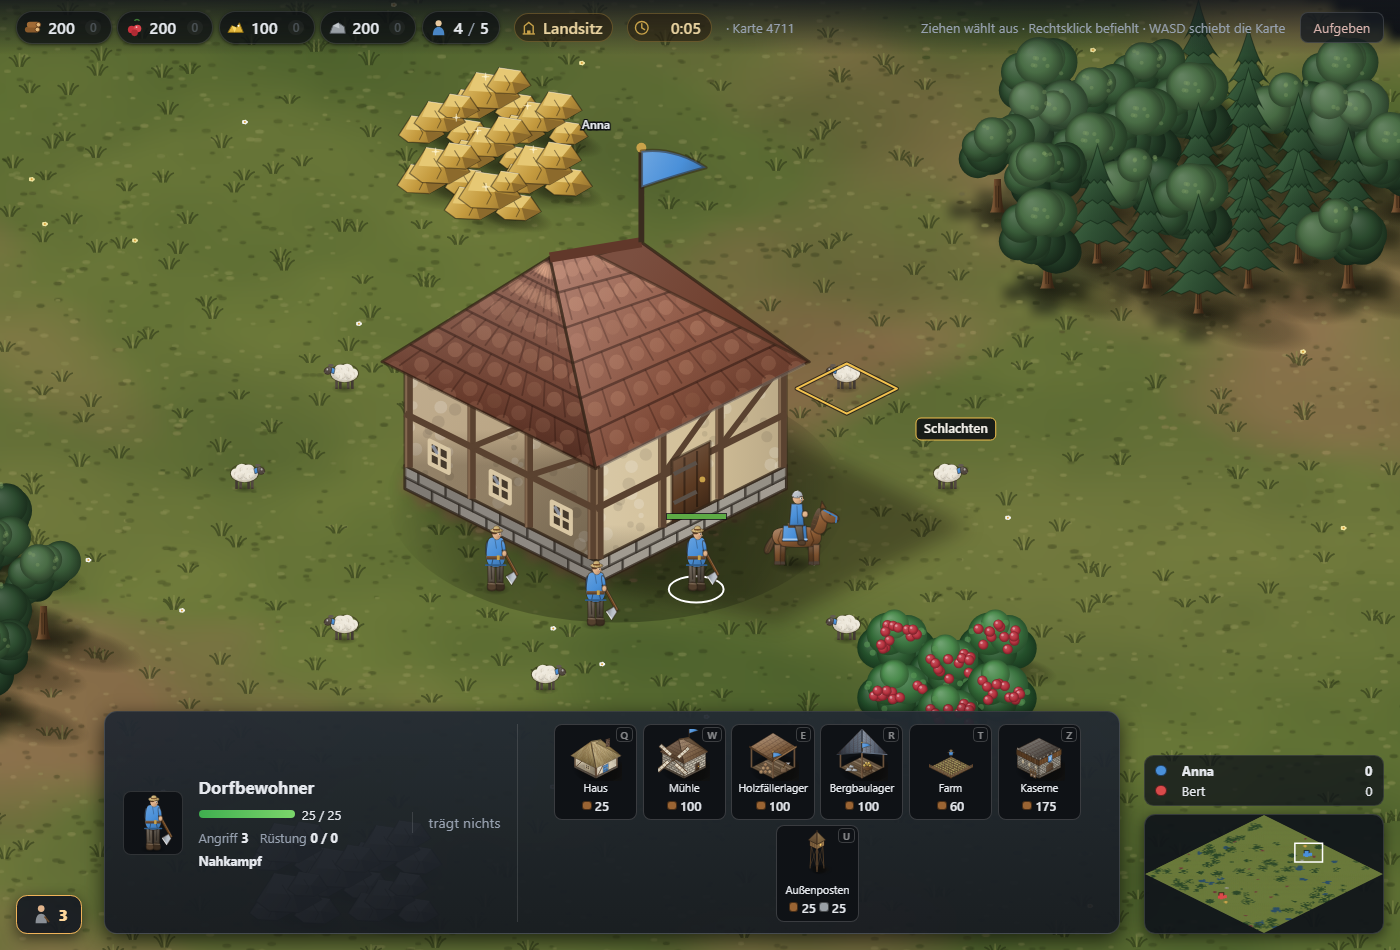 200 0 200 0 100 0 200 0 4 / 5 Landsitz 0:05 · Karte 4711 Ziehen wählt aus · Rechtsklick befiehlt · WASD schiebt die Karte Aufgeben
Anna
Schlachten
Dorfbewohner
25 / 25
Angriff 3 Rüstung 0 / 0
Nahkampf
trägt nichts
Q W E R T Z
Haus Mühle Holzfällerlager Bergbaulager Farm Kaserne
25 100 100 100 60 175
U
Außenposten
25 25
Anna 0
Bert 0
3